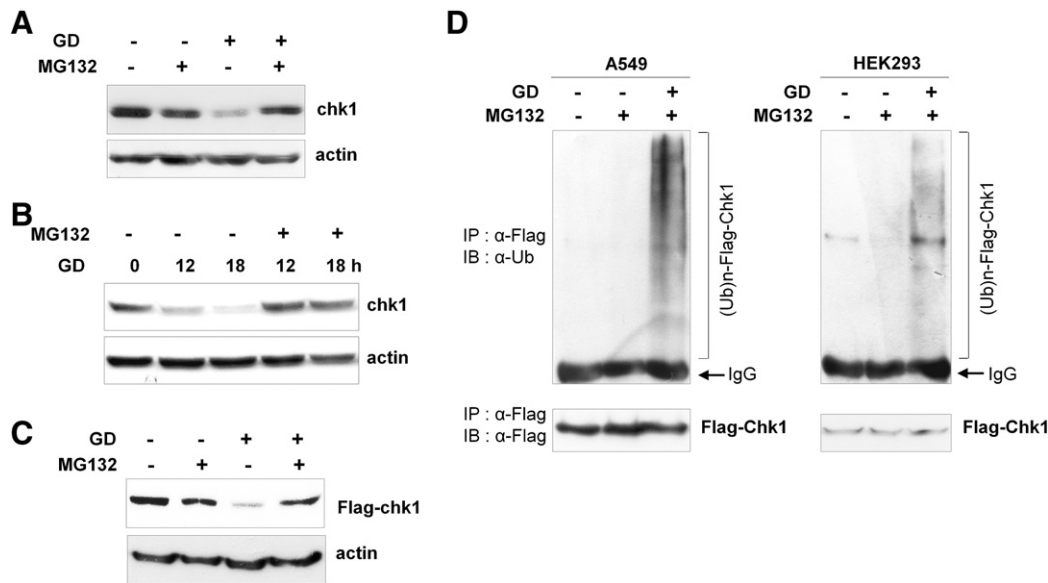 A
GD - - + +
MG132 - + - +
chk1
actin
B
MG132 - - - + +
GD 0 12 18 12 18 h
chk1
actin
C
GD - - + +
MG132 - + - +
Flag-chk1
actin
D
A549
GD - - +
MG132 - + +
IP : α-Flag
IB : α-Ub
(Ub)n-Flag-Chk1
IgG
IP : α-Flag
IB : α-Flag
Flag-Chk1
HEK293
GD - - +
MG132 - + +
(Ub)n-Flag-Chk1
IgG
Flag-Chk1